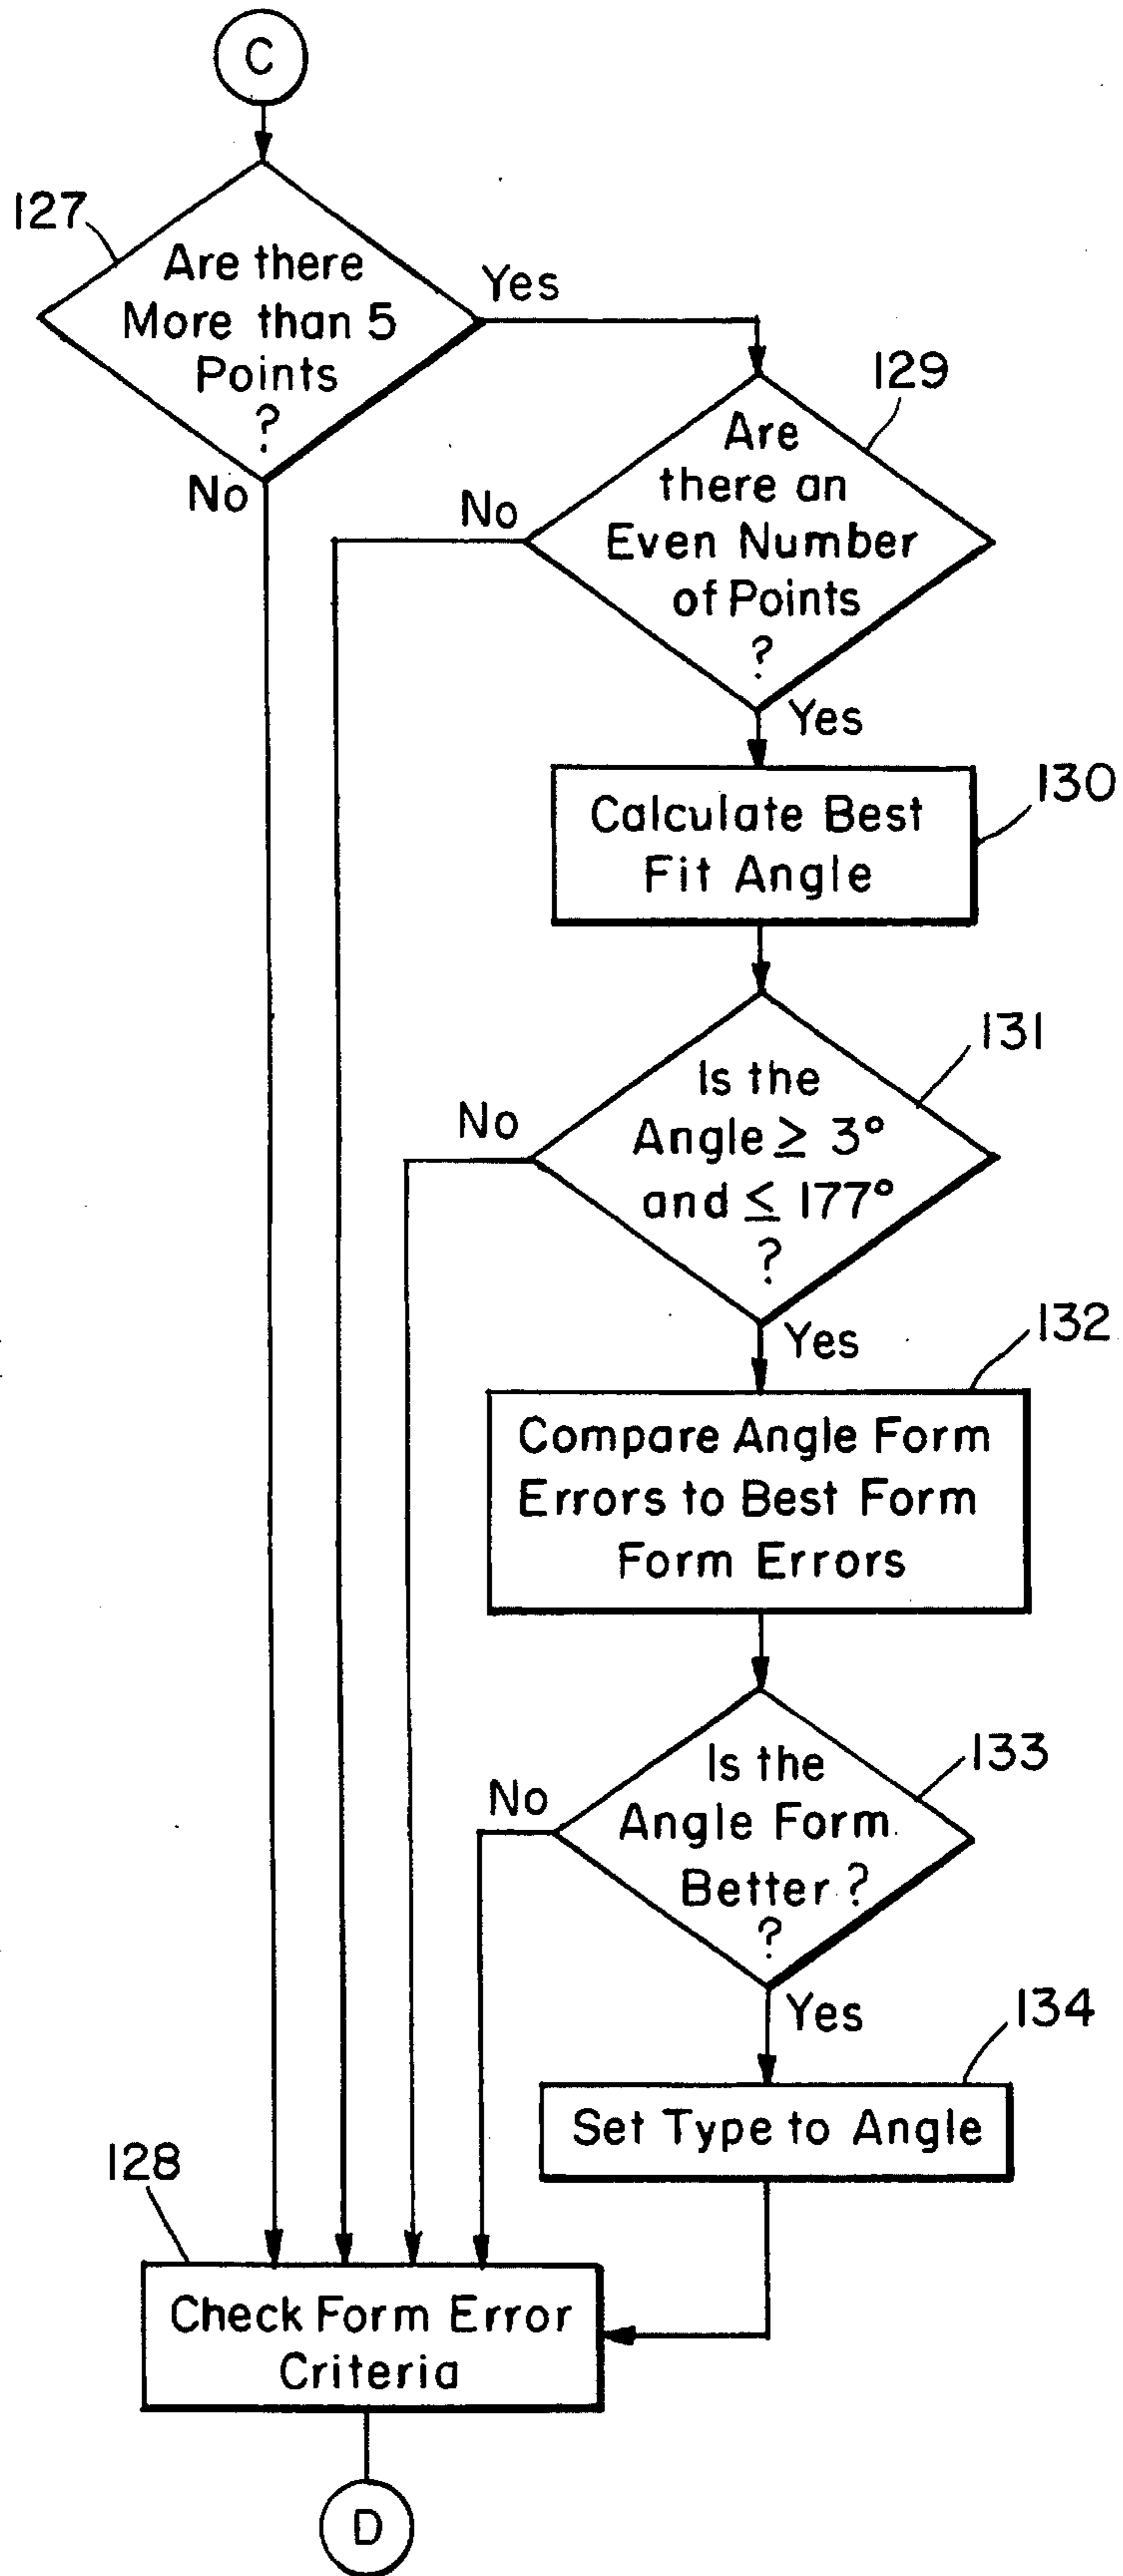 C
127
Are there
More than 5
Points
?
Yes
No
129
Are
there an
Even Number
of Points
?
No
Yes
130
Calculate Best
Fit Angle
131
Is the
Angle ≥ 3°
and ≤ 177°
?
No
Yes
132
Compare Angle Form
Errors to Best Form
Form Errors
133
Is the
Angle Form
Better ?
?
No
Yes
134
Set Type to Angle
128
Check Form Error
Criteria
D